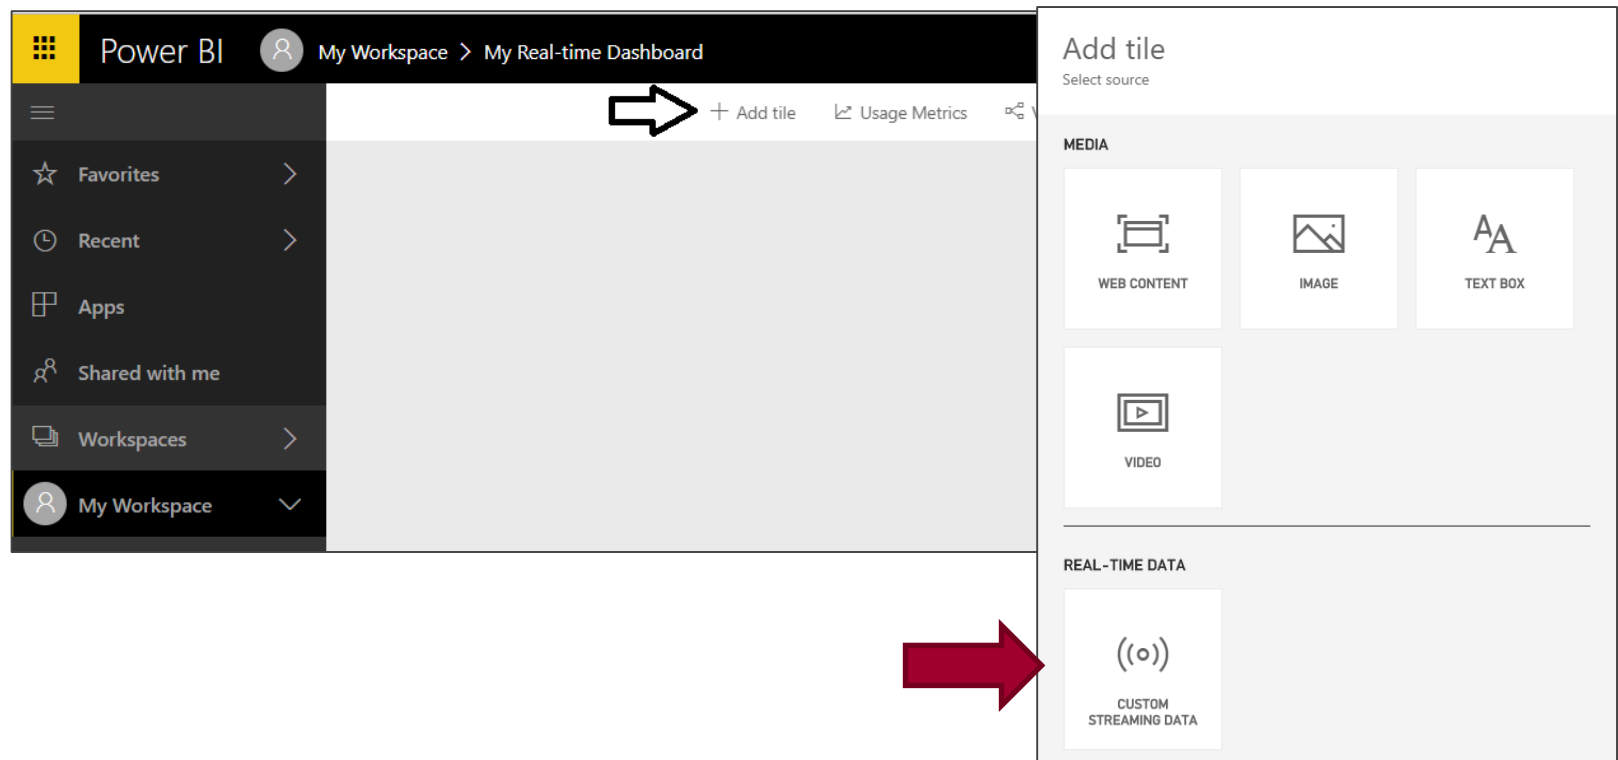 Power BI
My Workspace > My Real-time Dashboard
+ Add tile
Usage Metrics
Favorites
Recent
Apps
Shared with me
Workspaces
My Workspace
Add tile
Select source
MEDIA
WEB CONTENT
IMAGE
TEXT BOX
VIDEO
REAL-TIME DATA
CUSTOM
STREAMING DATA